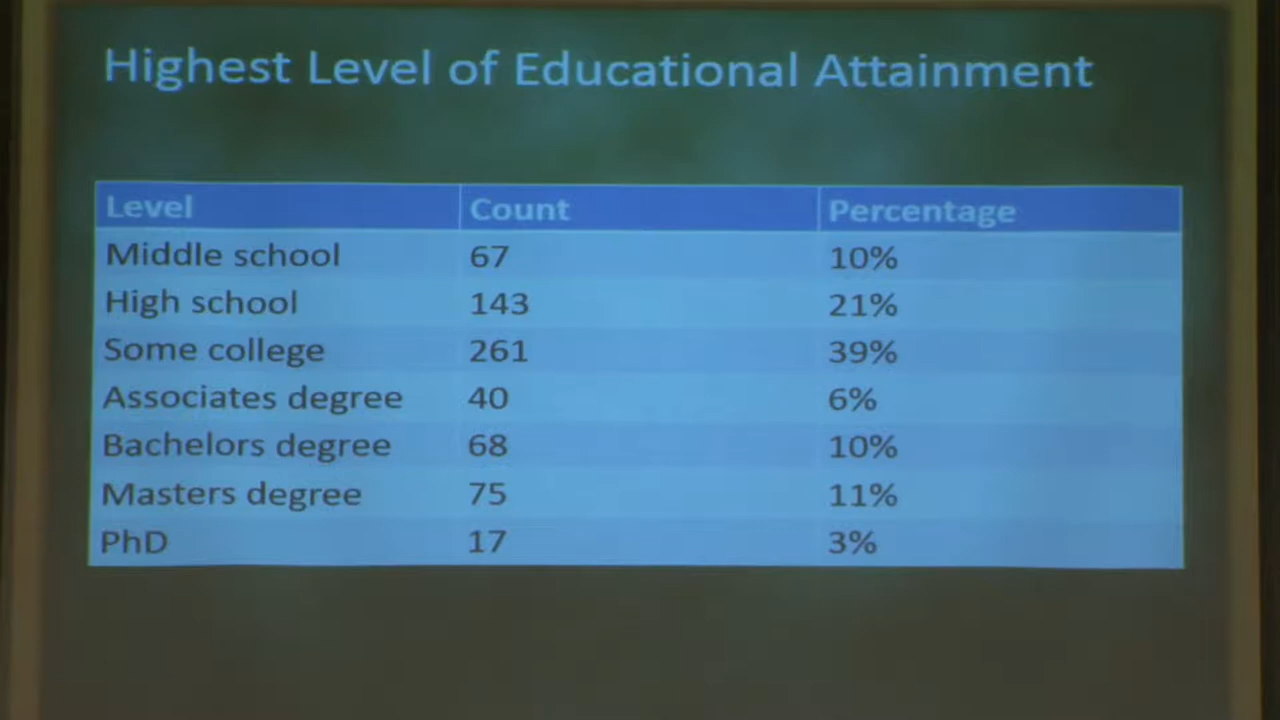 Highest Level of Educational Attainment
Level Count Percentage
Middle school 67 10%
High school 143 21%
Some college 261 39%
Associates degree 40 6%
Bachelors degree 68 10%
Masters degree 75 11%
PhD 17 3%